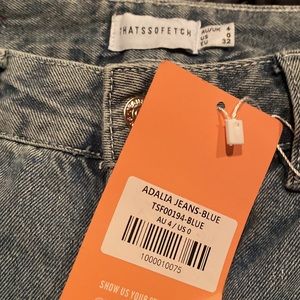 THATSSOFETCH
AU/UK 4
US 0
EU 32
ADALIA JEANS-BLUE
TSF00194-BLUE
AU 4 / US 0
1000010075
SHOW US YOUR